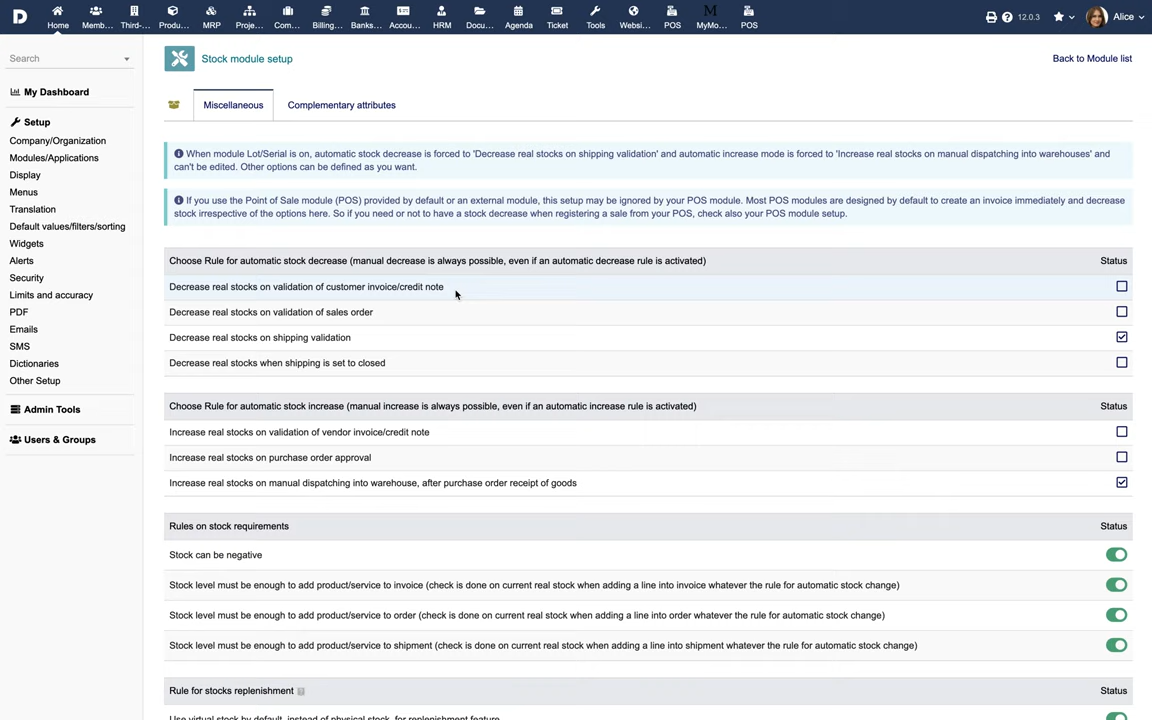 D
Home
Memb...
Third-...
Produ...
MRP
Proje...
Com...
Billing...
Banks...
Accou...
HRM
Docu...
Agenda
Ticket
Tools
Websi...
POS
M
MyMo...
POS
12.0.3
Alice
Search
My Dashboard
Setup
Company/Organization
Modules/Applications
Display
Menus
Translation
Default values/filters/sorting
Widgets
Alerts
Security
Limits and accuracy
PDF
Emails
SMS
Dictionaries
Other Setup
Admin Tools
Users & Groups
Stock module setup
Back to Module list
Miscellaneous
Complementary attributes
When module Lot/Serial is on, automatic stock decrease is forced to 'Decrease real stocks on shipping validation' and automatic increase mode is forced to 'Increase real stocks on manual dispatching into warehouses' and
can't be edited. Other options can be defined as you want.
If you use the Point of Sale module (POS) provided by default or an external module, this setup may be ignored by your POS module. Most POS modules are designed by default to create an invoice immediately and decrease
stock irrespective of the options here. So if you need or not to have a stock decrease when registering a sale from your POS, check also your POS module setup.
Choose Rule for automatic stock decrease (manual decrease is always possible, even if an automatic decrease rule is activated) Status
Decrease real stocks on validation of customer invoice/credit note
Decrease real stocks on validation of sales order
Decrease real stocks on shipping validation
Decrease real stocks when shipping is set to closed
Choose Rule for automatic stock increase (manual increase is always possible, even if an automatic increase rule is activated) Status
Increase real stocks on validation of vendor invoice/credit note
Increase real stocks on purchase order approval
Increase real stocks on manual dispatching into warehouse, after purchase order receipt of goods
Rules on stock requirements Status
Stock can be negative
Stock level must be enough to add product/service to invoice (check is done on current real stock when adding a line into invoice whatever the rule for automatic stock change)
Stock level must be enough to add product/service to order (check is done on current real stock when adding a line into order whatever the rule for automatic stock change)
Stock level must be enough to add product/service to shipment (check is done on current real stock when adding a line into shipment whatever the rule for automatic stock change)
Rule for stocks replenishment Status
Use virtual stock by default, instead of physical stock, for replenishment feature